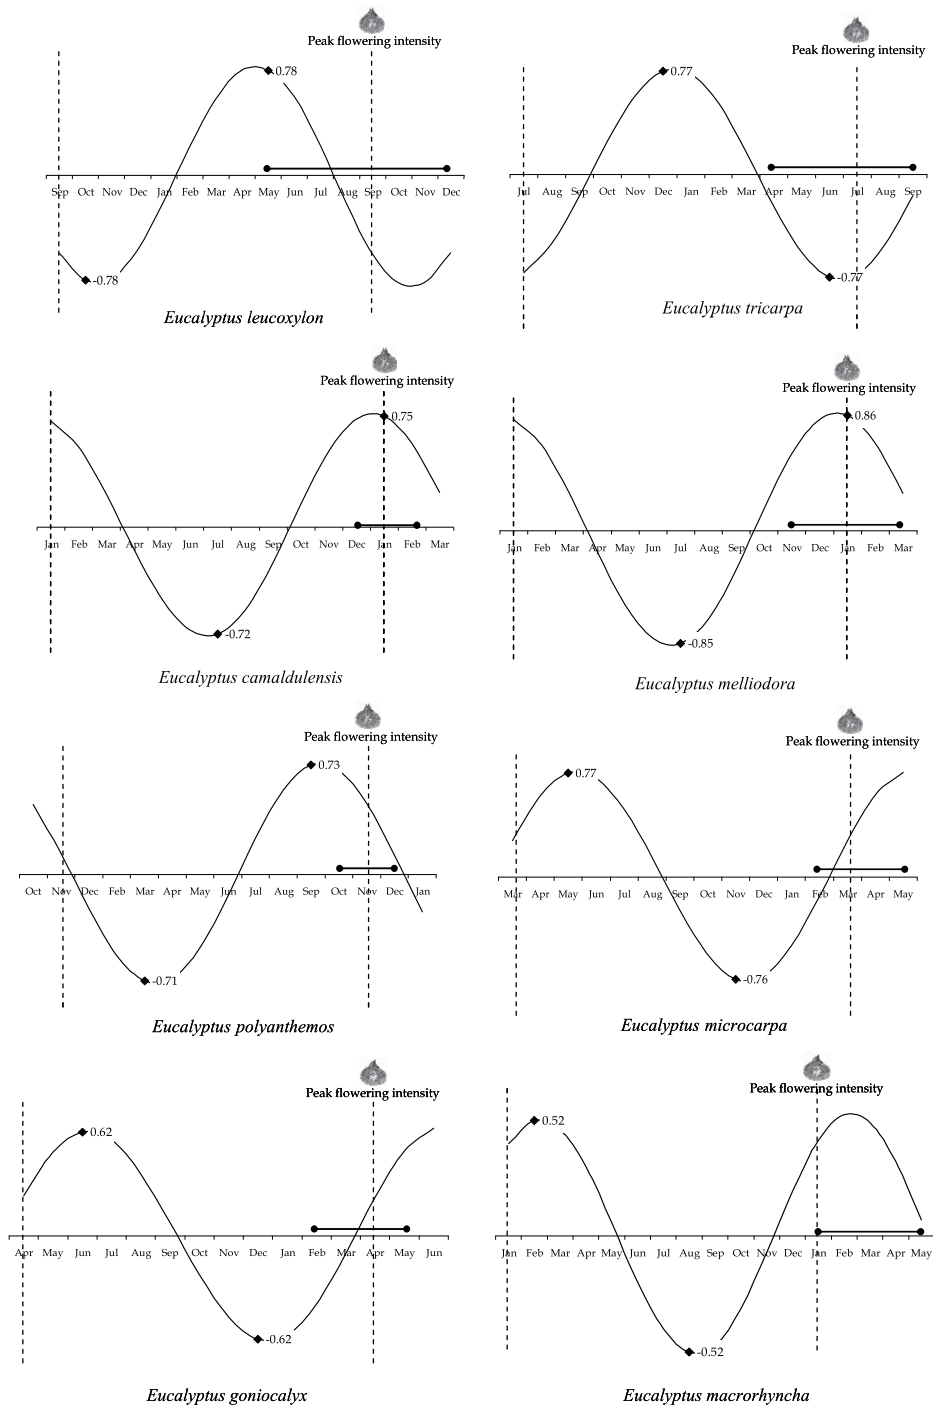 Peak flowering intensity
0.78
Sep Oct Nov Dec Jan Feb Mar Apr May Jun Jul Aug Sep Oct Nov Dec
-0.78
Eucalyptus leucoxylon
Peak flowering intensity
0.77
Jul Aug Sep Oct Nov Dec Jan Feb Mar Apr May Jun Jul Aug Sep
-0.77
Eucalyptus tricarpa
Peak flowering intensity
0.75
Jan Feb Mar Apr May Jun Jul Aug Sep Oct Nov Dec Jan Feb Mar
-0.72
Eucalyptus camaldulensis
Peak flowering intensity
0.86
Jan Feb Mar Apr May Jun Jul Aug Sep Oct Nov Dec Jan Feb Mar
-0.85
Eucalyptus melliodora
Peak flowering intensity
0.73
Oct Nov Dec Feb Mar Apr May Jun Jul Aug Sep Oct Nov Dec Jan
-0.71
Eucalyptus polyanthemos
Peak flowering intensity
0.77
Mar Apr May Jun Jul Aug Sep Oct Nov Dec Jan Feb Mar Apr May
-0.76
Eucalyptus microcarpa
Peak flowering intensity
0.62
Apr May Jun Jul Aug Sep Oct Nov Dec Jan Feb Mar Apr May Jun
-0.62
Eucalyptus goniocalyx
Peak flowering intensity
0.52
Jan Feb Mar Apr May Jun Jul Aug Sep Oct Nov Dec Jan Feb Mar May
-0.52
Eucalyptus macrorhyncha